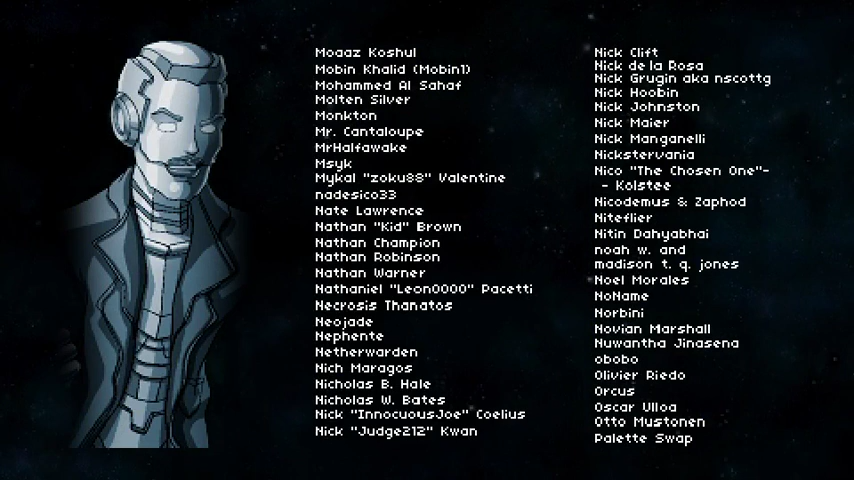 Moaaz Koshul
Mobin Khalid (Mobin1)
Mohammed Al Sahaf
Molten Silver
Monkton
Mr. Cantaloupe
MrHalfawake
Msyk
Mykal "zoku88" Valentine
nadesico33
Nate Lawrence
Nathan "Kid" Brown
Nathan Champion
Nathan Robinson
Nathan Warner
Nathaniel "Leon0000" Pacetti
Necrosis Thanatos
Neojade
Nephente
Netherwarden
Nich Maragos
Nicholas B. Hale
Nicholas W. Bates
Nick "InnocuousJoe" Coelius
Nick "Judge212" Kwan
Nick Clift
Nick de la Rosa
Nick Grugin aka nscottg
Nick Hoobin
Nick Johnston
Nick Maier
Nick Manganelli
Nickstervania
Nico "The Chosen One"-
- Kolstee
Nicodemus & Zaphod
Niteflier
Nitin Dahyabhai
noah w. and
madison t. q. jones
Noel Morales
NoName
Norbini
Novian Marshall
Nuwantha Jinasena
obobo
Olivier Riedo
Orcus
Oscar Ulloa
Otto Mustonen
Palette Swap